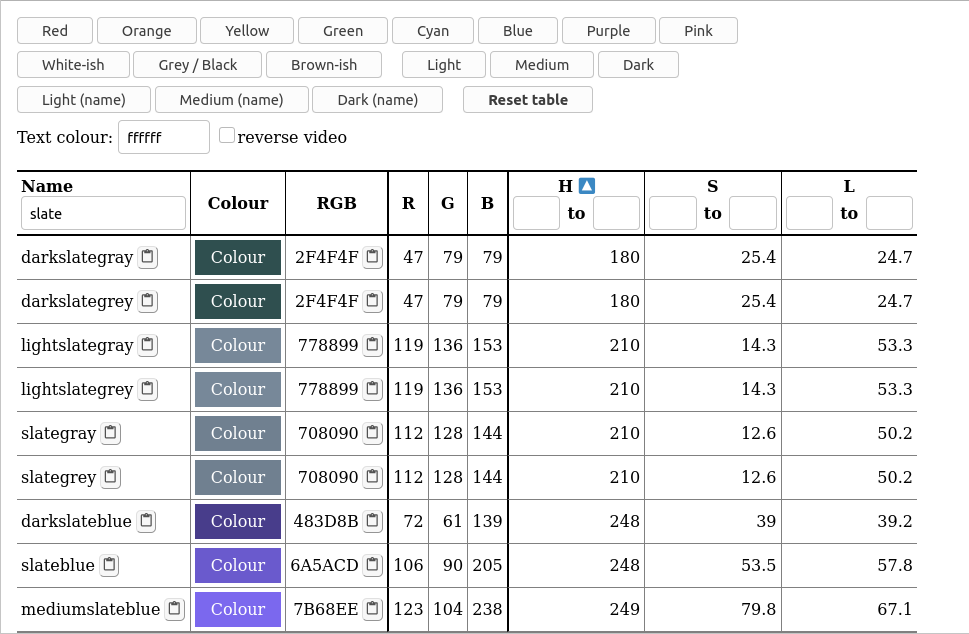 Red Orange Yellow Green Cyan Blue Purple Pink
White-ish Grey / Black Brown-ish Light Medium Dark
Light (name) Medium (name) Dark (name) Reset table
Text colour: ffffff reverse video
Name Colour RGB R G B H S L
slate to to to
darkslategray Colour 2F4F4F 47 79 79 180 25.4 24.7
darkslategrey Colour 2F4F4F 47 79 79 180 25.4 24.7
lightslategray Colour 778899 119 136 153 210 14.3 53.3
lightslategrey Colour 778899 119 136 153 210 14.3 53.3
slategray Colour 708090 112 128 144 210 12.6 50.2
slategrey Colour 708090 112 128 144 210 12.6 50.2
darkslateblue Colour 483D8B 72 61 139 248 39 39.2
slateblue Colour 6A5ACD 106 90 205 248 53.5 57.8
mediumslateblue Colour 7B68EE 123 104 238 249 79.8 67.1